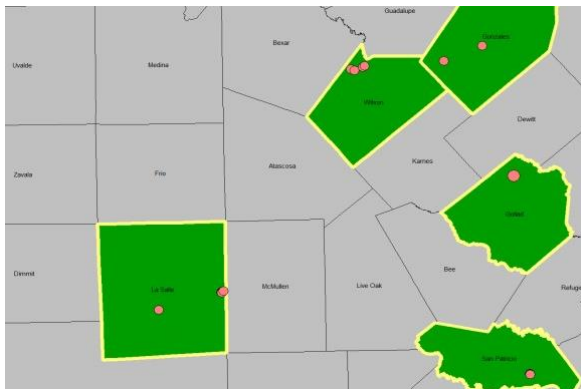 Guadalupe
Gonzales
Bexar
Uvalde
Medina
Wilson
Dewitt
Atascosa
Karnes
Zavala
Frio
Goliad
Dimmit
La Salle
McMullen
Live Oak
Bee
Refuge
San Patricio